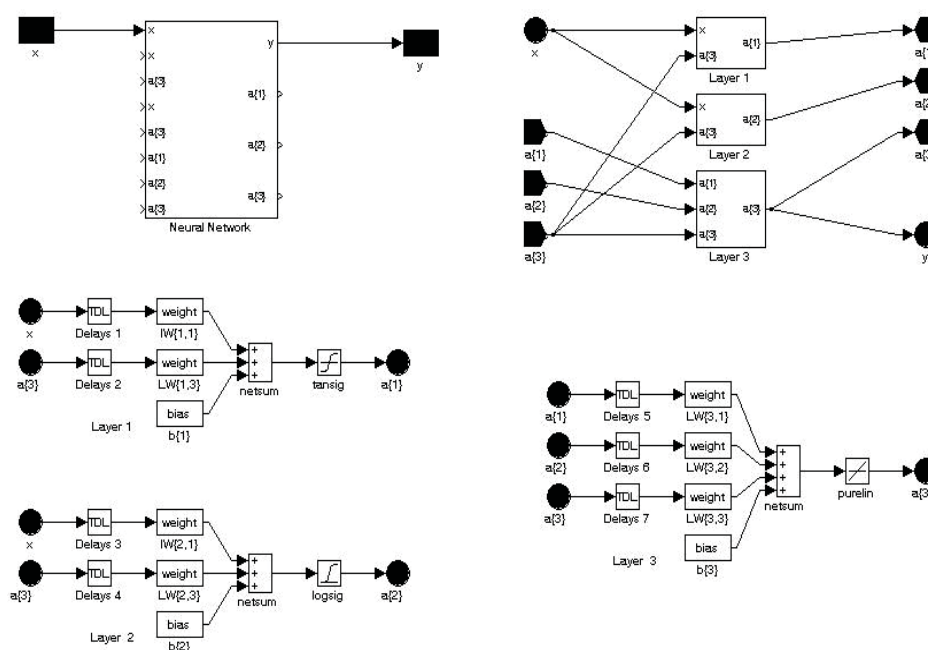 x
x
x
a{3}
x
a{3}
a{1}
a{2}
a{3}
y
a{1}
a{2}
a{3}
y
Neural Network
x
a{1}
a{2}
a{3}
x
a{3}
a{1}
Layer 1
x
a{3}
a{2}
Layer 2
a{1}
a{2}
a{3}
a{3}
Layer 3
y
x
TDL
Delays 1
weight
IW{1,1}
a{3}
TDL
Delays 2
weight
LW{1,3}
bias
b{1}
+
+
+
netsum
tansig
a{1}
Layer 1
x
TDL
Delays 3
weight
IW{2,1}
a{3}
TDL
Delays 4
weight
LW{2,3}
bias
b{2}
+
+
+
netsum
logsig
a{2}
Layer 2
a{1}
TDL
Delays 5
weight
LW{3,1}
a{2}
TDL
Delays 6
weight
LW{3,2}
a{3}
TDL
Delays 7
weight
LW{3,3}
bias
b{3}
+
+
+
+
netsum
purelin
Layer 3